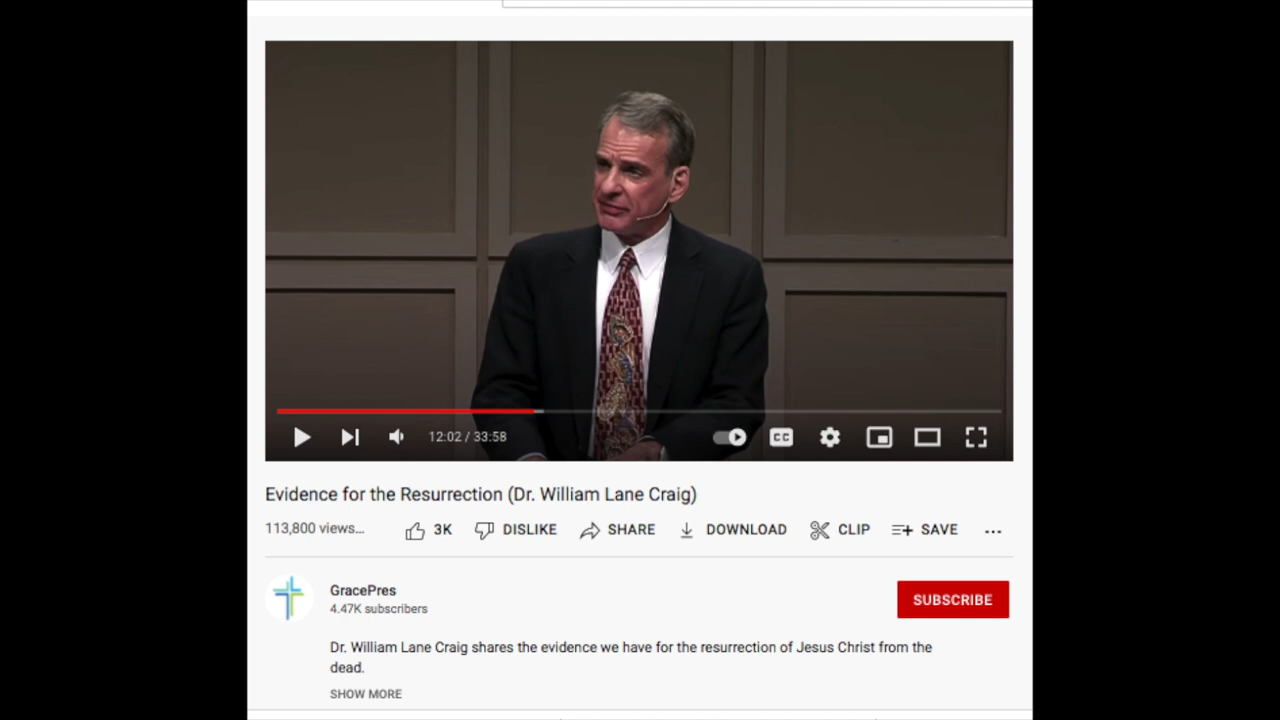 12:02 / 33:58
CC
Evidence for the Resurrection (Dr. William Lane Craig)
113,800 views...
3K
DISLIKE
SHARE
DOWNLOAD
CLIP
SAVE
...
GracePres
4.47K subscribers
SUBSCRIBE
Dr. William Lane Craig shares the evidence we have for the resurrection of Jesus Christ from the
dead.
SHOW MORE